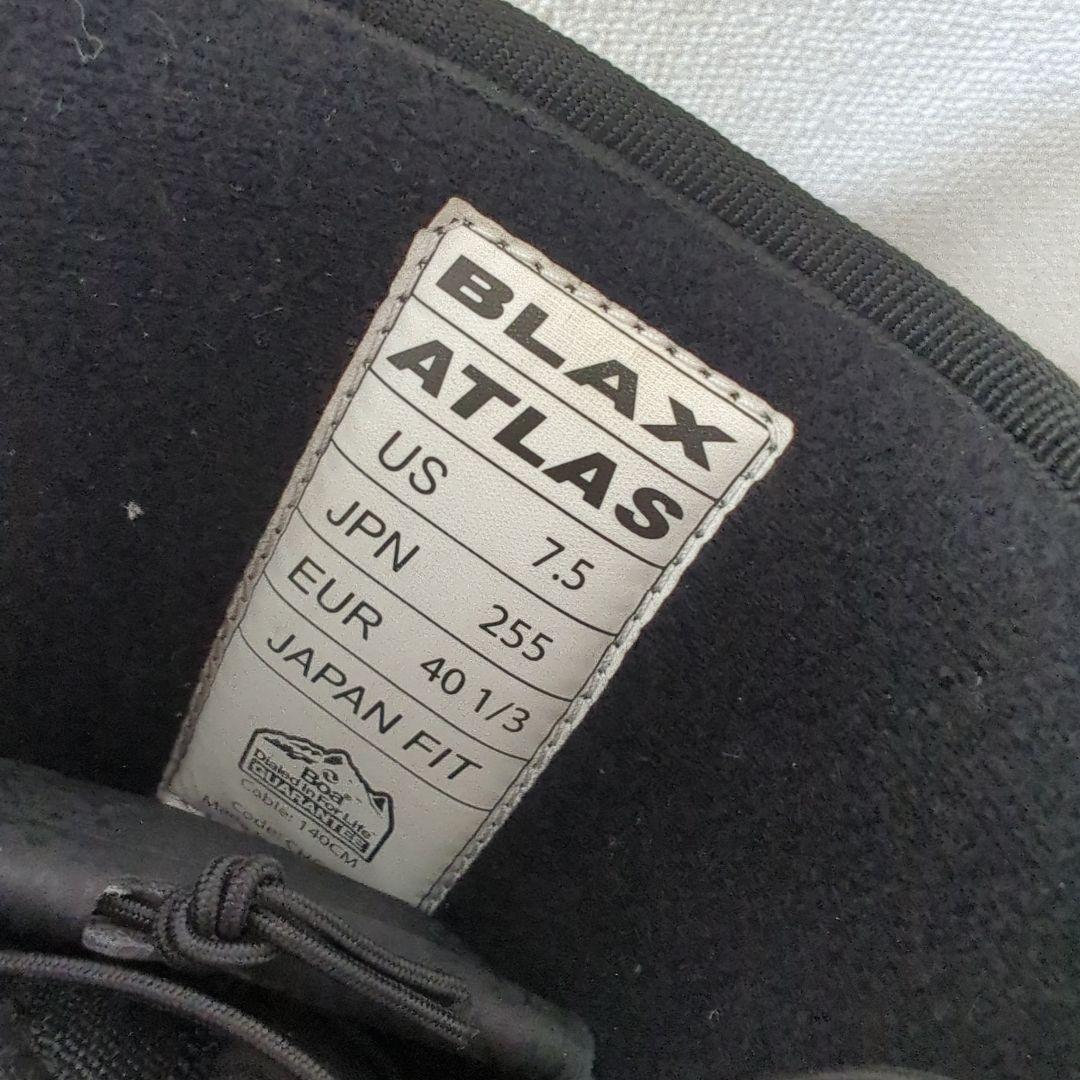 BLAX
ATLAS
US 7.5
JPN 255
EUR 40 1/3
JAPAN FIT
Boa
Dialed In For Life
GUARANTEE
Cable: 140CM